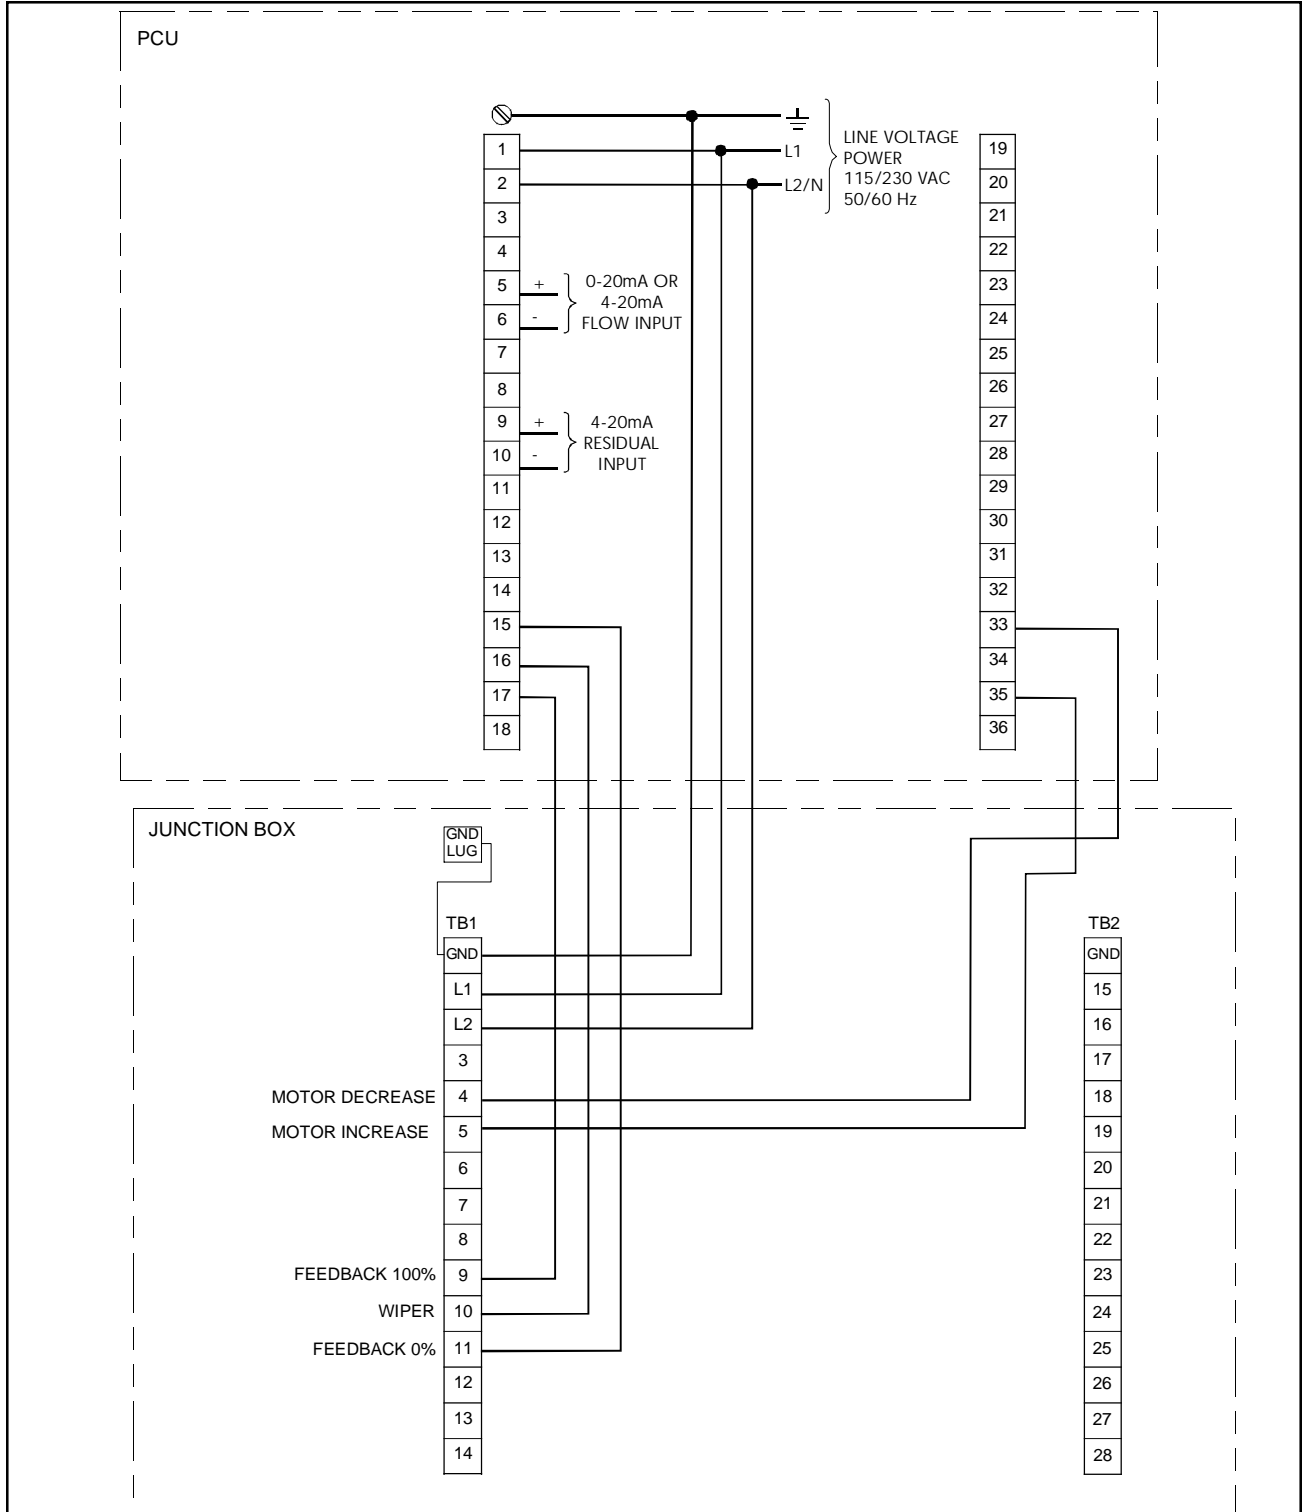 PCU
1
2
3
4
5
6
7
8
9
10
11
12
13
14
15
16
17
18
L1
L2/N
LINE VOLTAGE
POWER
115/230 VAC
50/60 Hz
+
-
0-20mA OR
4-20mA
FLOW INPUT
+
-
4-20mA
RESIDUAL
INPUT
19
20
21
22
23
24
25
26
27
28
29
30
31
32
33
34
35
36
JUNCTION BOX
GND
LUG
TB1
GND
L1
L2
3
MOTOR DECREASE 4
MOTOR INCREASE 5
6
7
8
FEEDBACK 100% 9
WIPER 10
FEEDBACK 0% 11
12
13
14
TB2
GND
15
16
17
18
19
20
21
22
23
24
25
26
27
28